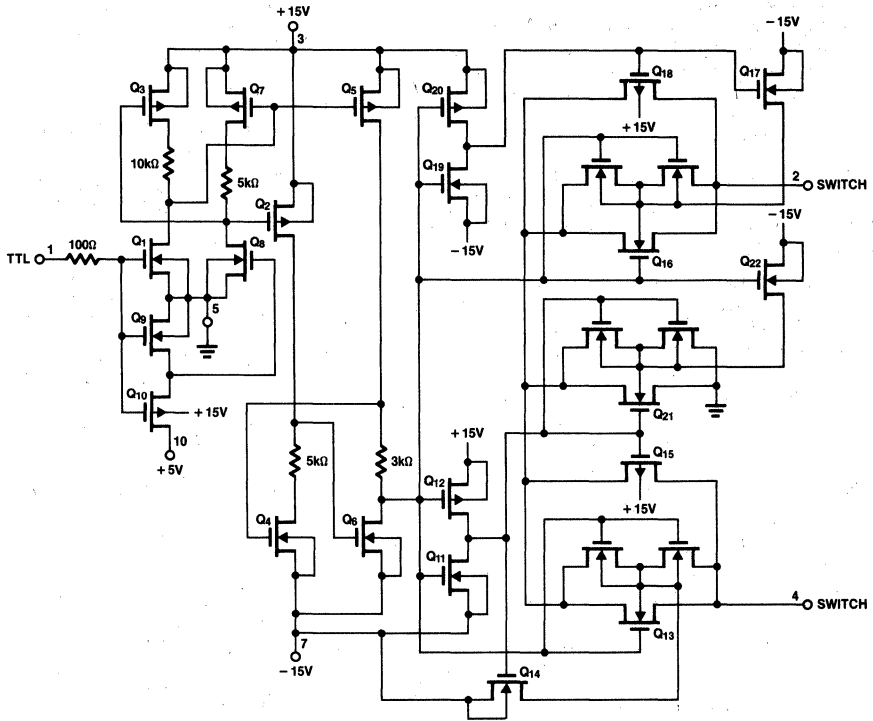 +15V
3
-15V
Q3
Q7
Q5
Q20
Q18
Q17
+15V
10kΩ
5kΩ
Q19
2
SWITCH
Q2
-15V
-15V
TTL
1
100Ω
Q1
Q8
Q16
Q22
5
Q9
Q10
+15V
Q21
10
+5V
+15V
Q15
5kΩ
3kΩ
Q12
+15V
Q4
Q6
Q11
4
SWITCH
Q13
7
-15V
Q14